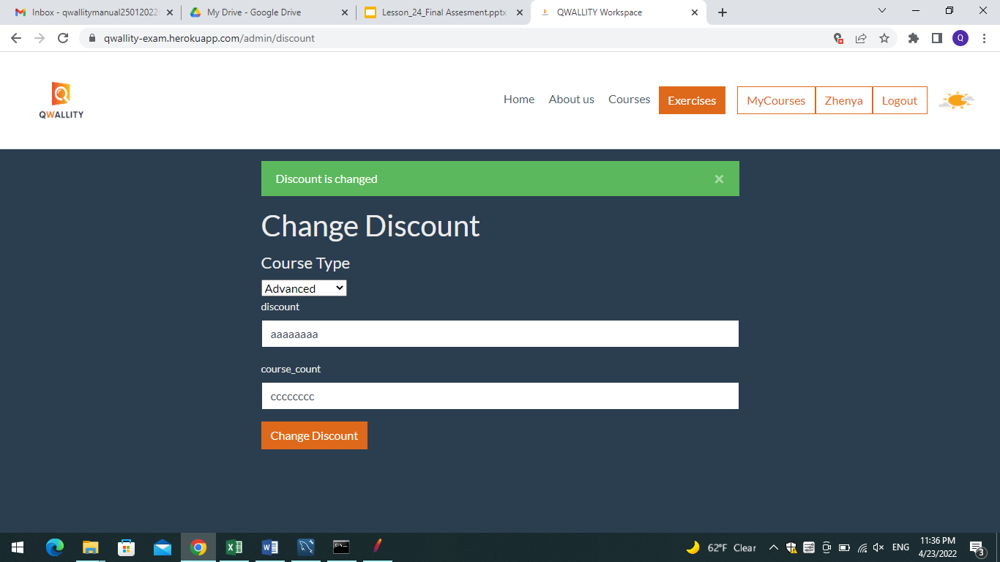 Inbox - qwallitymanual25012022
My Drive - Google Drive
Lesson_24_Final Assesment.pptx
QWALLITY Workspace
qwallity-exam.herokuapp.com/admin/discount
Q
QWALLITY
Home About us Courses Exercises MyCourses Zhenya Logout
Discount is changed ×
Change Discount
Course Type
Advanced
discount
aaaaaaaa
course_count
cccccccc
Change Discount
62°F Clear
ENG
11:36 PM
4/23/2022
3